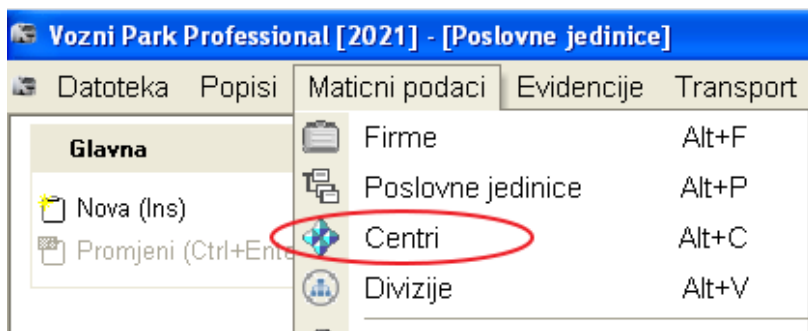 Vozni Park Professional [2021] - [Poslovne jedinice]
Datoteka Popisi Maticni podaci Evidencije Transport
Glavna
Nova (Ins)
Promjeni (Ctrl+Ente
Firme Alt+F
Poslovne jedinice Alt+P
Centri Alt+C
Divizije Alt+V